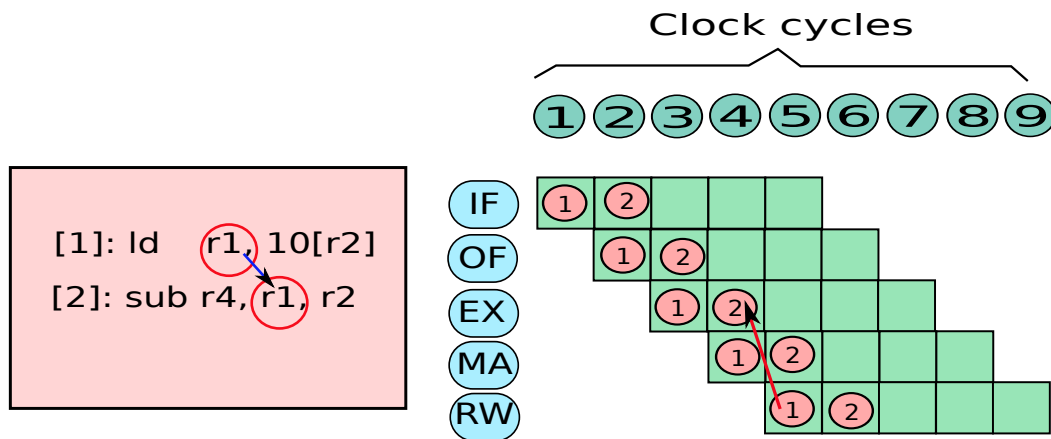 Clock cycles
1 2 3 4 5 6 7 8 9
[1]: ld r1, 10[r2]
[2]: sub r4, r1, r2
IF 1 2
OF 1 2
EX 1 2
MA 1 2
RW 1 2